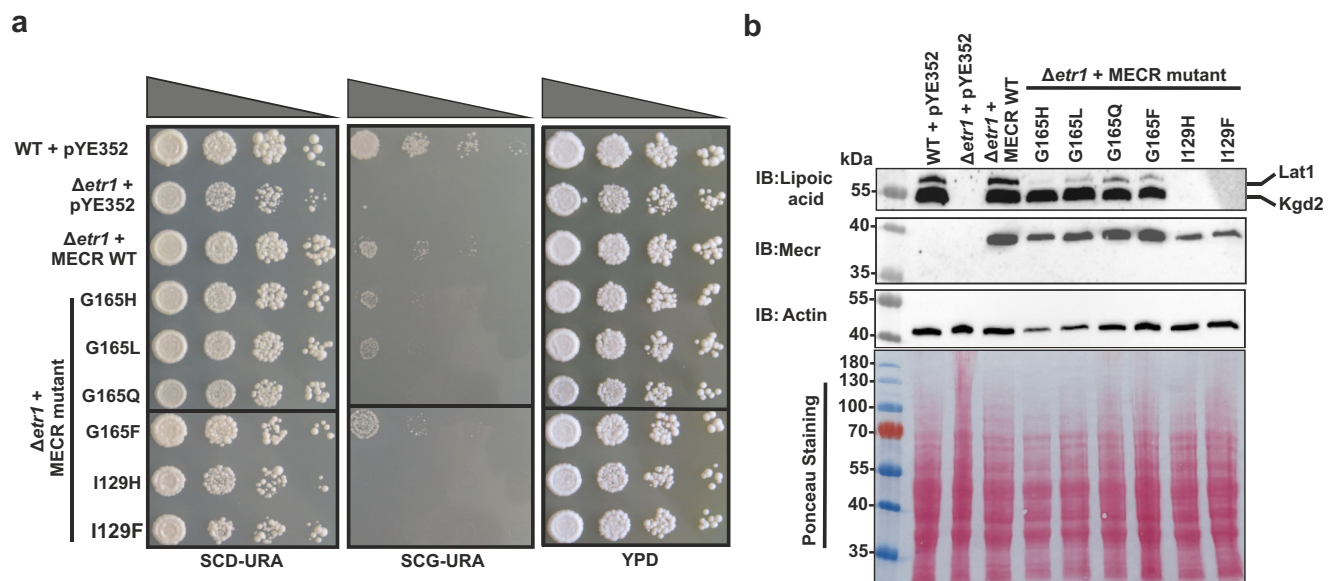 a
WT + pYE352
Δetr1 +
pYE352
Δetr1 +
MECR WT
G165H
G165L
G165Q
G165F
I129H
I129F
Δetr1 +
MECR mutant
SCD-URA
SCG-URA
YPD
b
WT + pYE352
Δetr1 + pYE352
Δetr1 +
MECR WT
Δetr1 + MECR mutant
G165H
G165L
G165Q
G165F
I129H
I129F
kDa
IB:Lipoic
acid
55
Lat1
Kgd2
IB:Mecr
40
35
IB: Actin
55
40
Ponceau Staining
180
130
100
70
55
40
35